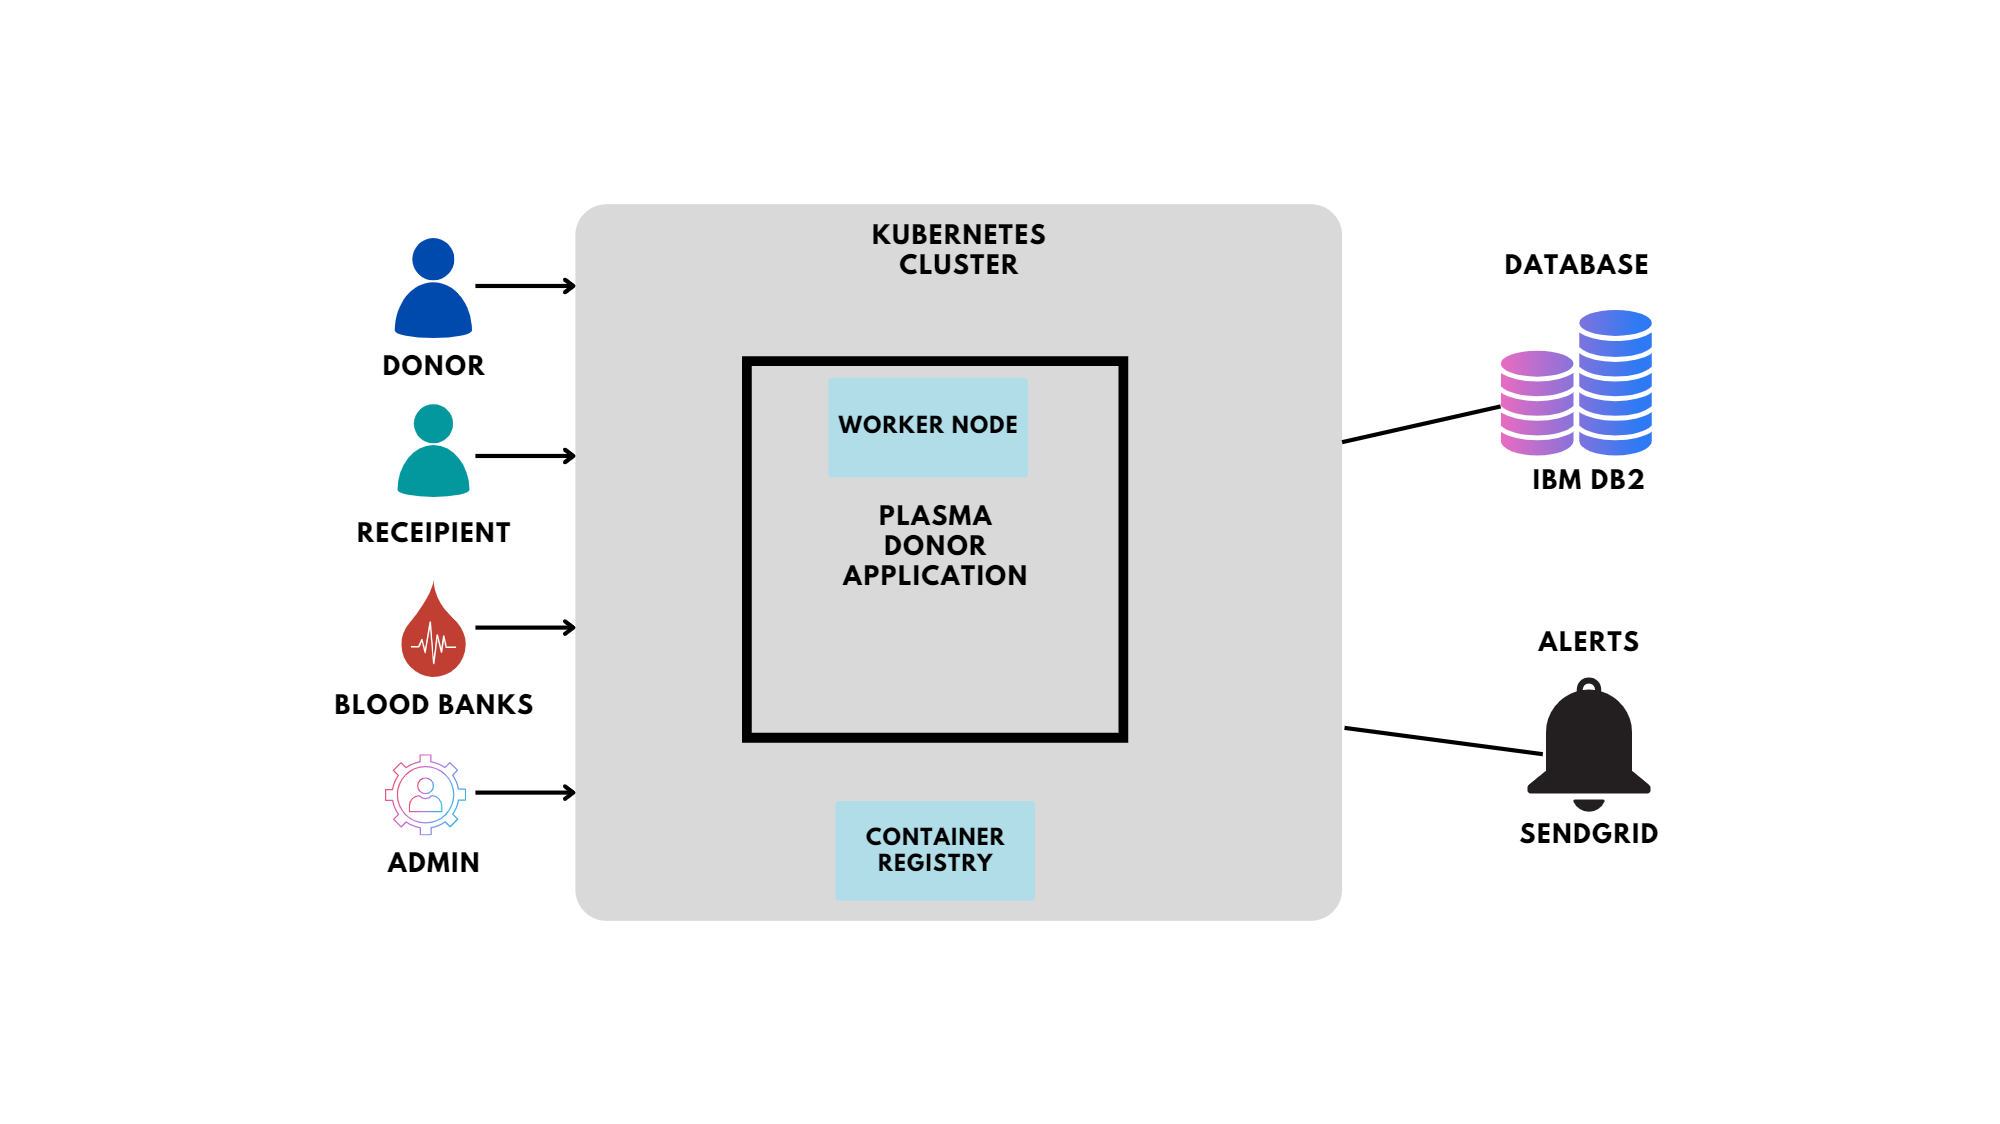 KUBERNETES
CLUSTER
DONOR
RECEIPIENT
BLOOD BANKS
ADMIN
WORKER NODE
PLASMA
DONOR
APPLICATION
CONTAINER
REGISTRY
DATABASE
IBM DB2
ALERTS
SENDGRID